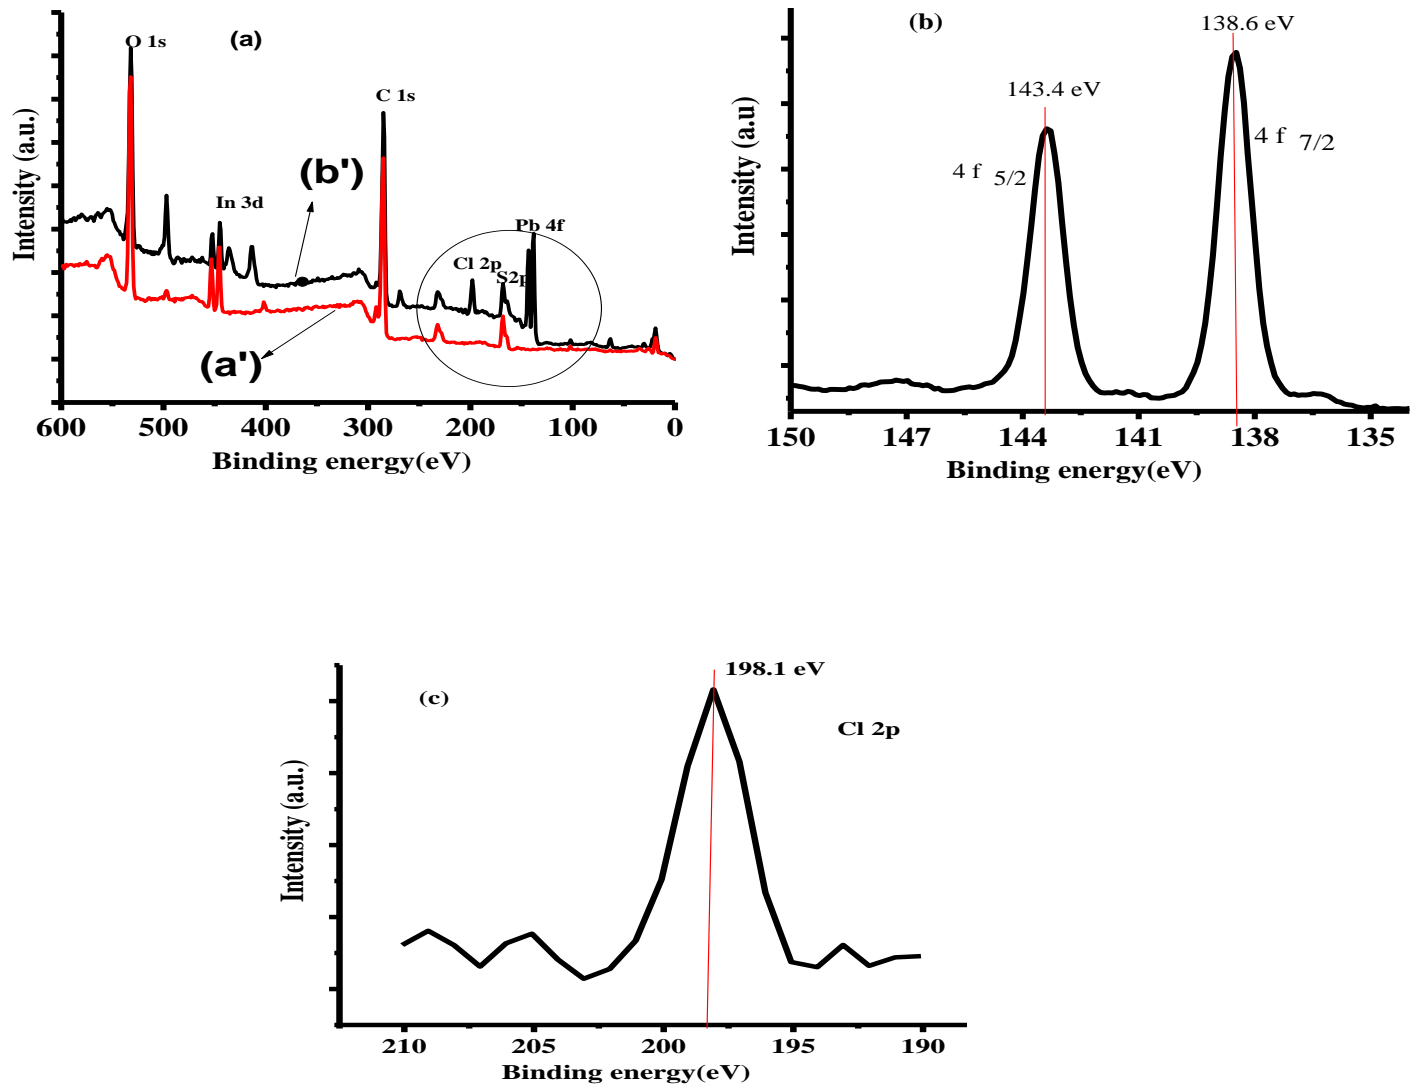 (a)
O 1s
C 1s
(b')
In 3d
Pb 4f
Cl 2p
S2p
(a')
Intensity (a.u.)
600 500 400 300 200 100 0
Binding energy(eV)
(b)
138.6 eV
143.4 eV
4 f 7/2
4 f 5/2
Intensity (a.u)
150 147 144 141 138 135
Binding energy(eV)
198.1 eV
(c)
Cl 2p
Intensity (a.u.)
210 205 200 195 190
Binding energy(eV)